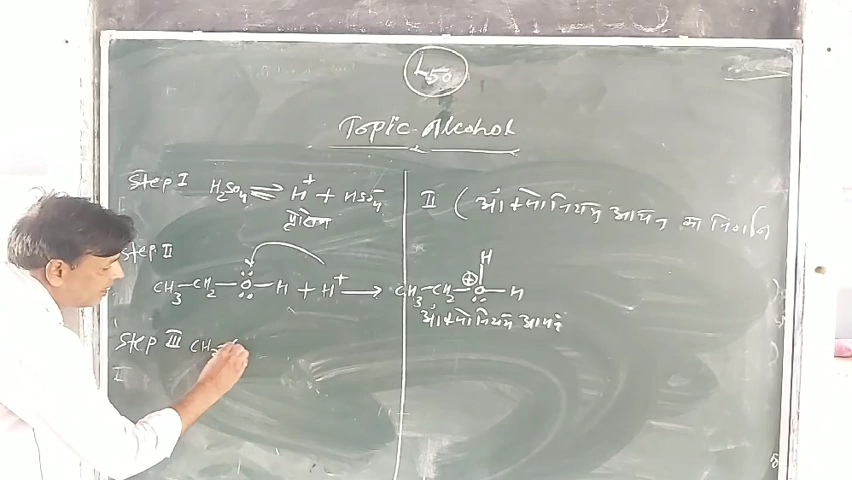 L50
Topic-Alcohol
Step I H₂SO₄ ⇌ H⁺ + HSO₄⁻
प्रोटोन
II (ऑक्सोनियम आयन का निर्माण
Step II
CH₃-CH₂-O-H + H⁺ → CH₃-CH₂-O-H
H
⊕
ऑक्सोनियम आयन
Step III CH₃-
I